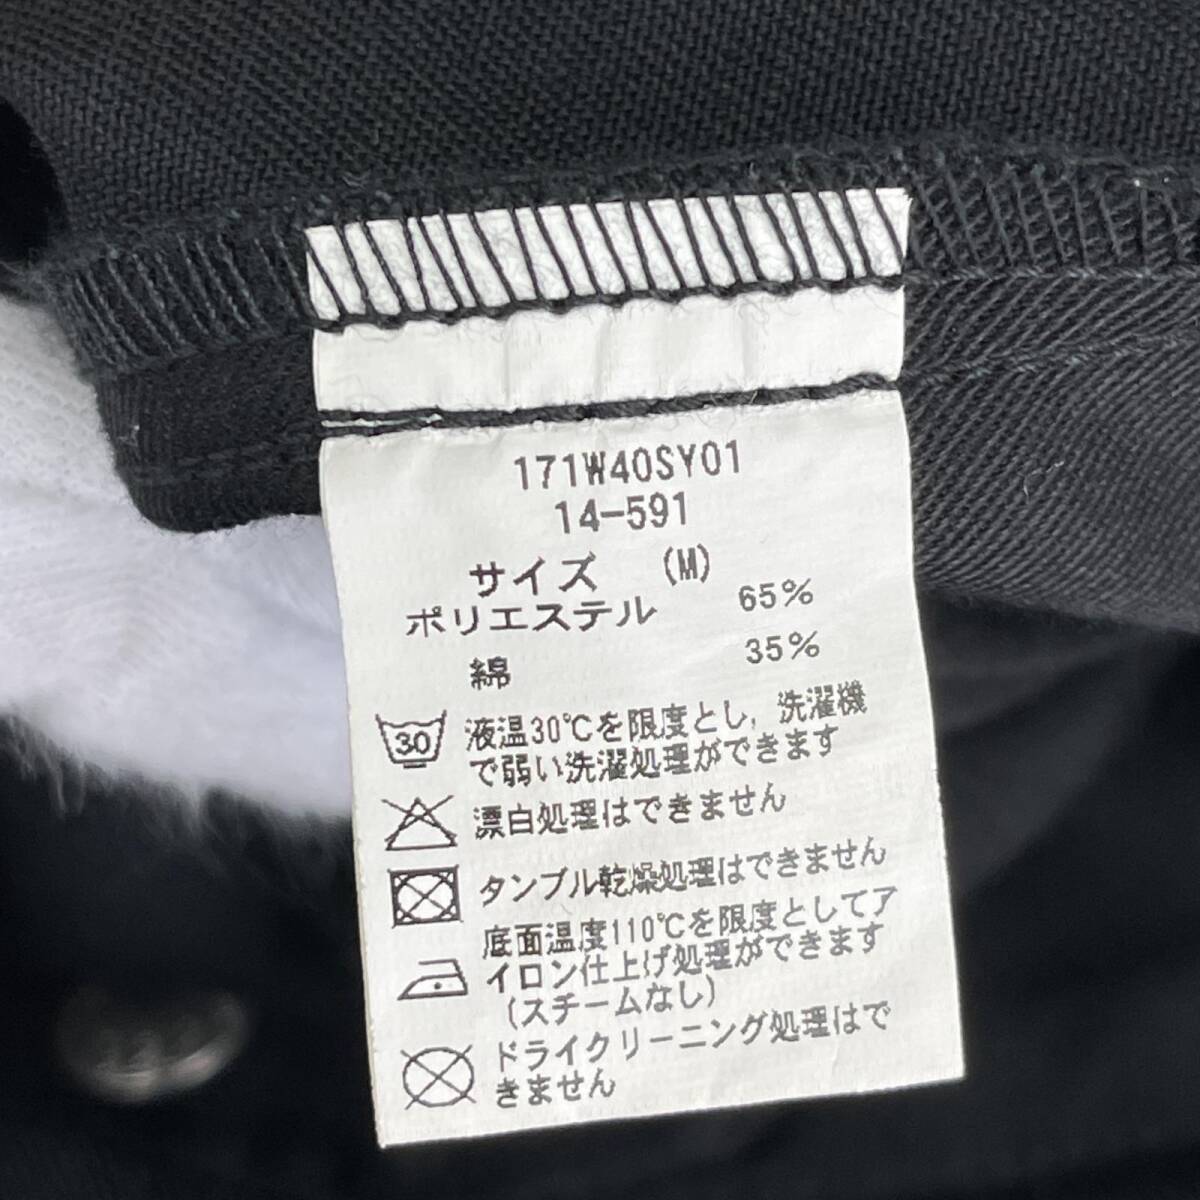 171W40SY01
14-591
サイズ (M)
ポリエステル 65%
綿 35%
30 液温30℃を限度とし、洗濯機
で弱い洗濯処理ができます
漂白処理はできません
タンブル乾燥処理はできません
底面温度110℃を限度としてア
イロン仕上げ処理ができます
(スチームなし)
ドライクリーニング処理はで
きません